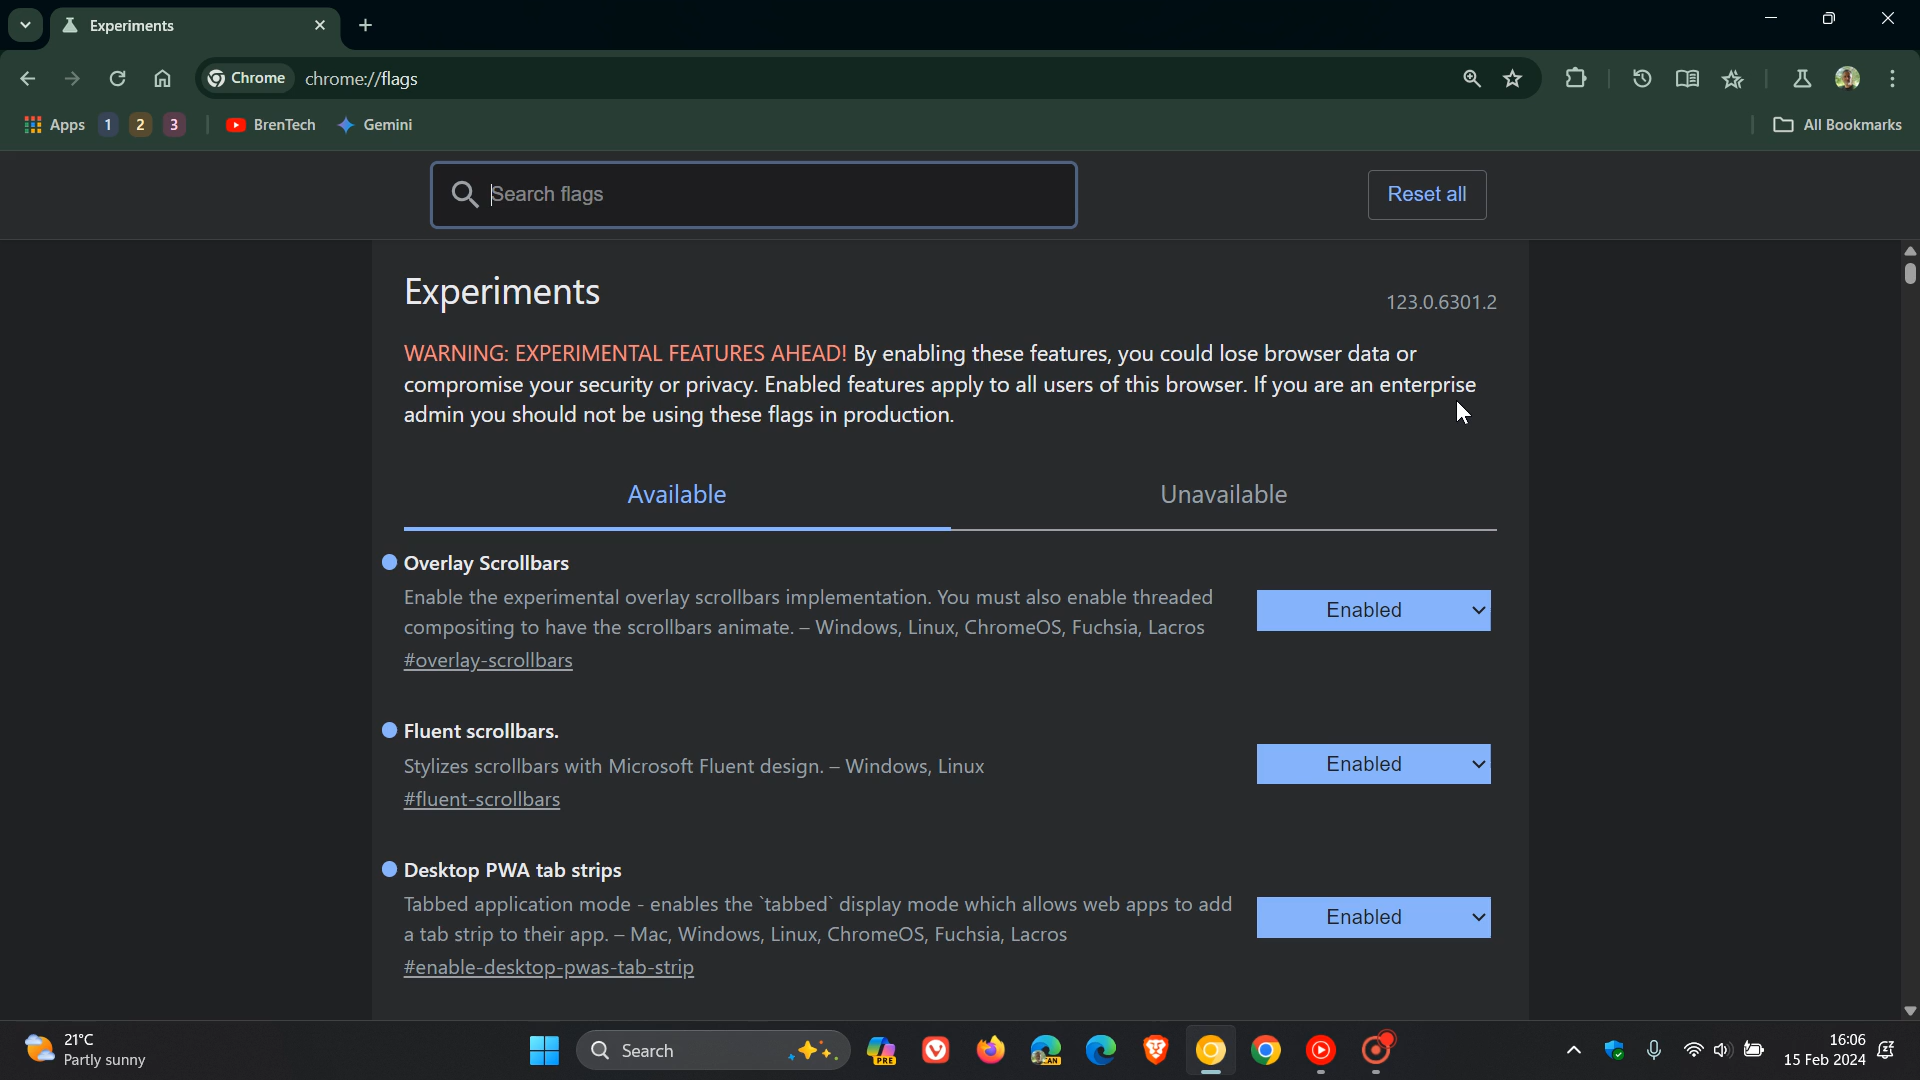 Experiments
Chrome chrome://flags
Apps 1 2 3 BrenTech Gemini All Bookmarks
Search flags Reset all
Experiments 123.0.6301.2
WARNING: EXPERIMENTAL FEATURES AHEAD! By enabling these features, you could lose browser data or
compromise your security or privacy. Enabled features apply to all users of this browser. If you are an enterprise
admin you should not be using these flags in production.
Available Unavailable
Overlay Scrollbars
Enable the experimental overlay scrollbars implementation. You must also enable threaded
compositing to have the scrollbars animate. – Windows, Linux, ChromeOS, Fuchsia, Lacros
#overlay-scrollbars
Enabled
Fluent scrollbars.
Stylizes scrollbars with Microsoft Fluent design. – Windows, Linux
#fluent-scrollbars
Enabled
Desktop PWA tab strips
Tabbed application mode - enables the `tabbed` display mode which allows web apps to add
a tab strip to their app. – Mac, Windows, Linux, ChromeOS, Fuchsia, Lacros
#enable-desktop-pwas-tab-strip
Enabled
21°C
Partly sunny
Search
PRE
CAN
16:06
15 Feb 2024